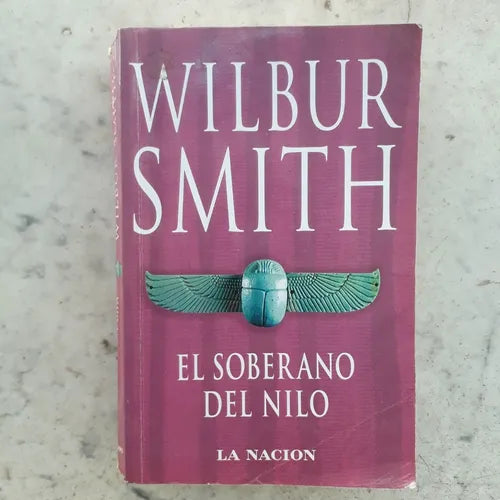 WILBUR
SMITH
EL SOBERANO
DEL NILO
LA NACION